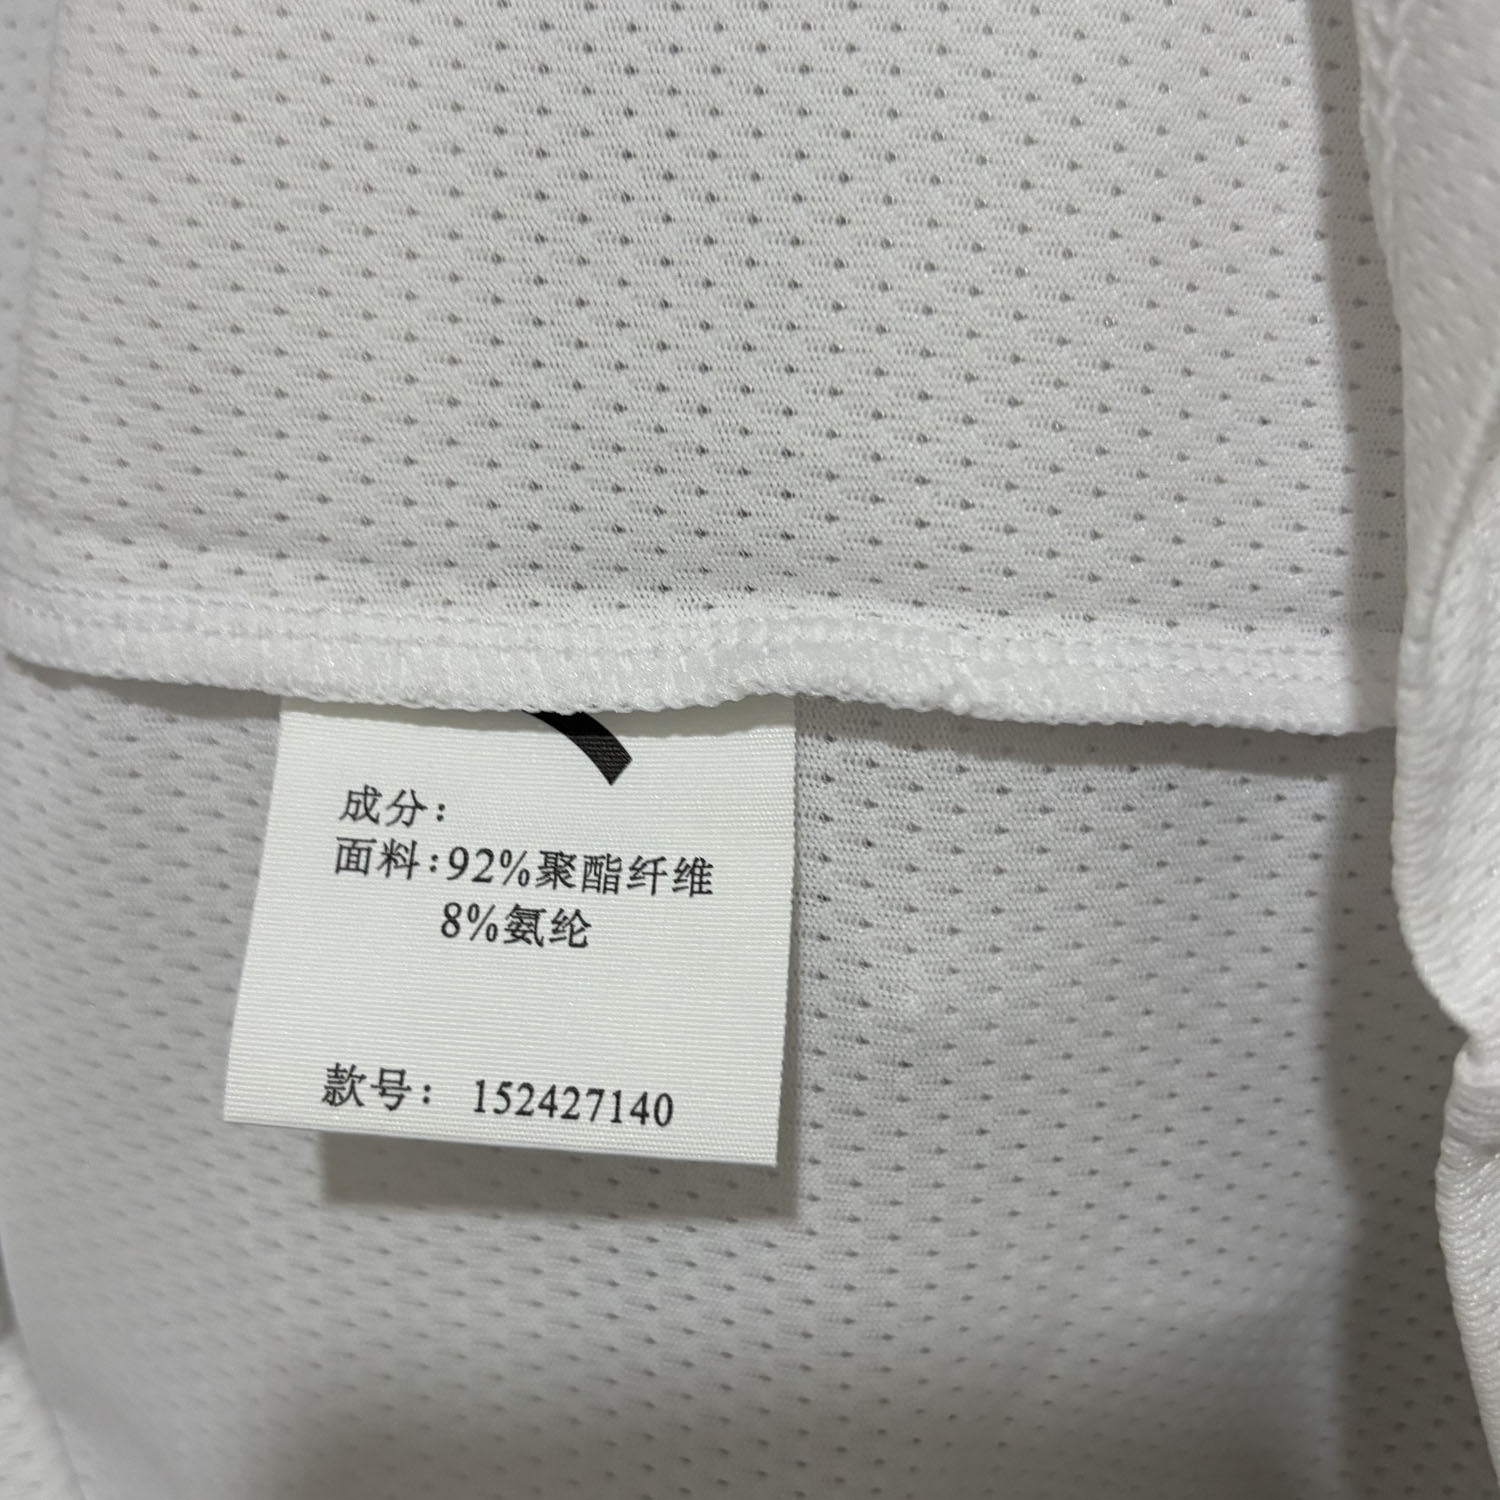 成分：
面料:92%聚酯纤维
8%氨纶
款号： 152427140